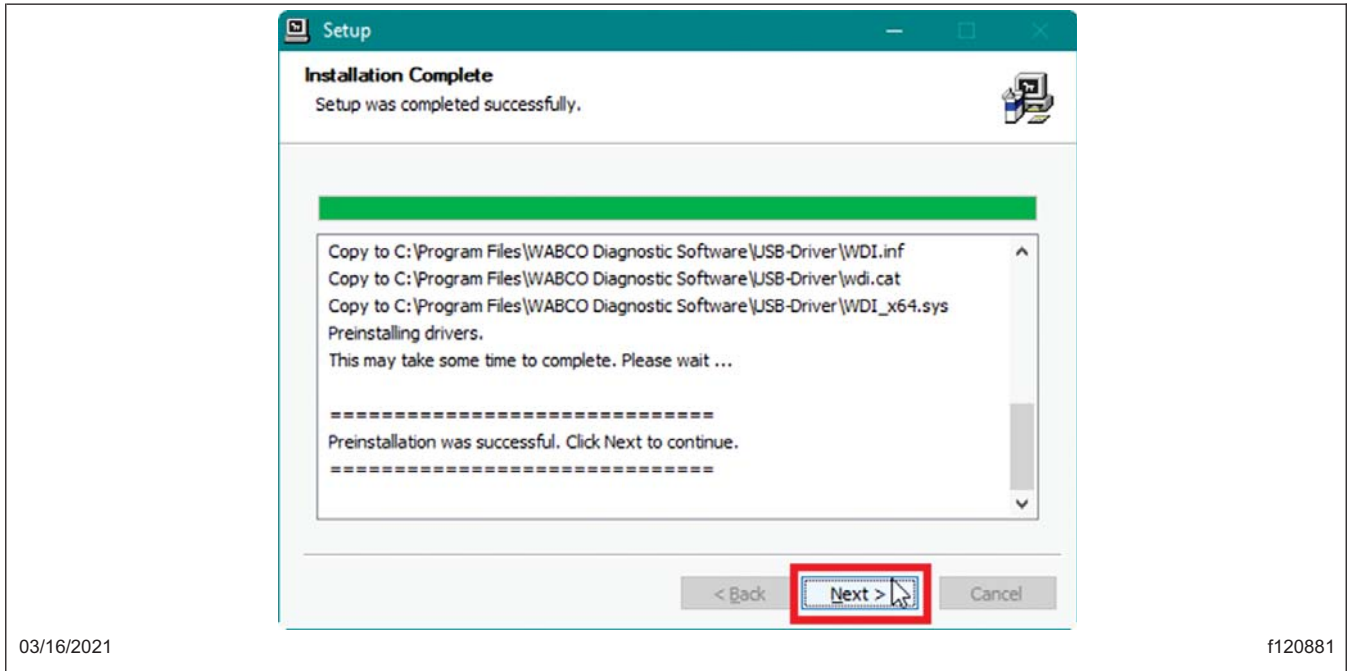 Setup
Installation Complete
Setup was completed successfully.
Copy to C:\Program Files\WABCO Diagnostic Software\USB-Driver\WDI.inf
Copy to C:\Program Files\WABCO Diagnostic Software\USB-Driver\wdi.cat
Copy to C:\Program Files\WABCO Diagnostic Software\USB-Driver\WDI_x64.sys
Preinstalling drivers.
This may take some time to complete. Please wait ...
==============================
Preinstallation was successful. Click Next to continue.
==============================
< Back Next > Cancel
03/16/2021 f120881